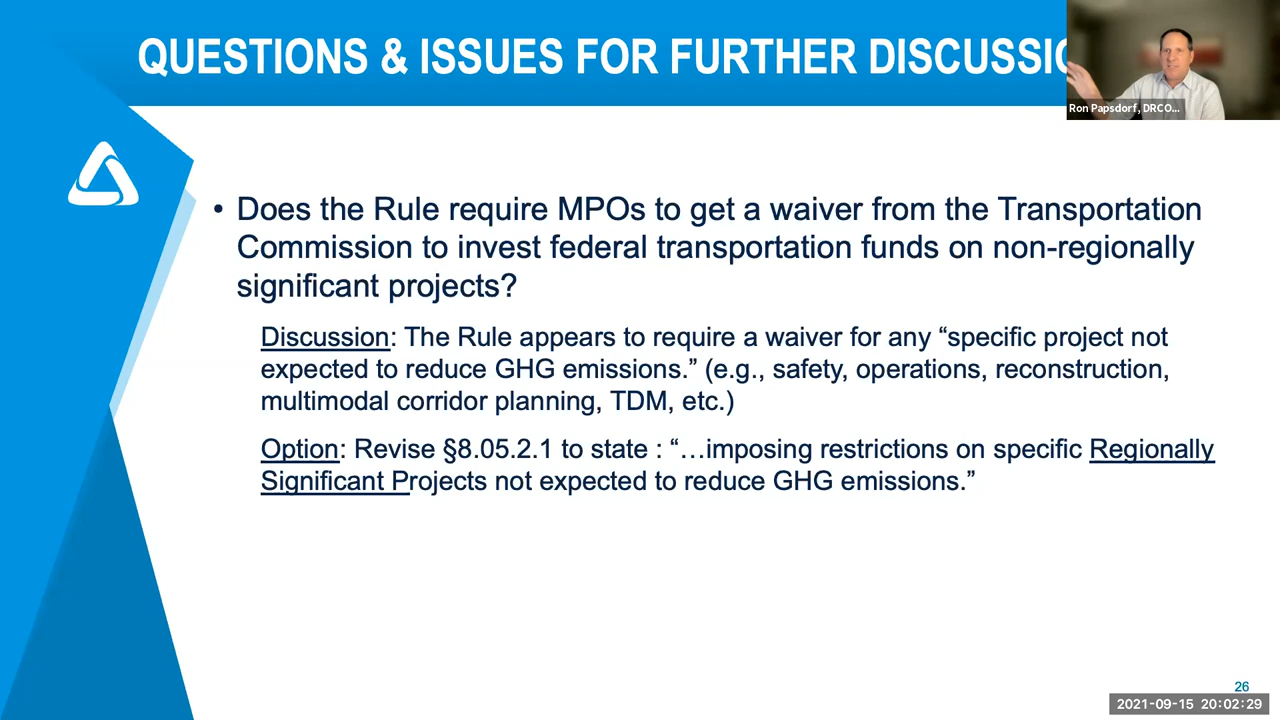 QUESTIONS & ISSUES FOR FURTHER DISCUSSIO
Ron Papsdorf, DRCO...
• Does the Rule require MPOs to get a waiver from the Transportation
Commission to invest federal transportation funds on non-regionally
significant projects?
Discussion: The Rule appears to require a waiver for any “specific project not
expected to reduce GHG emissions.” (e.g., safety, operations, reconstruction,
multimodal corridor planning, TDM, etc.)
Option: Revise §8.05.2.1 to state : “…imposing restrictions on specific Regionally
Significant Projects not expected to reduce GHG emissions.”
26
2021-09-15 20:02:29